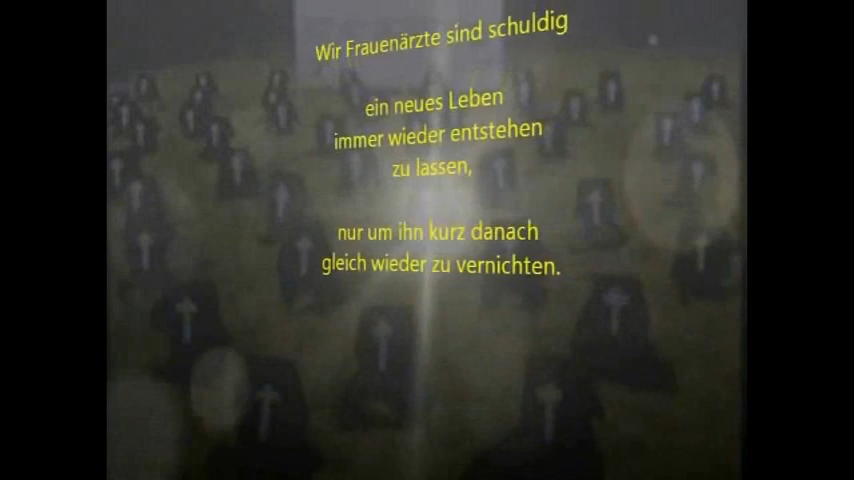 Wir Frauenärzte sind schuldig
ein neues Leben
immer wieder entstehen
zu lassen,
nur um ihn kurz danach
gleich wieder zu vernichten.